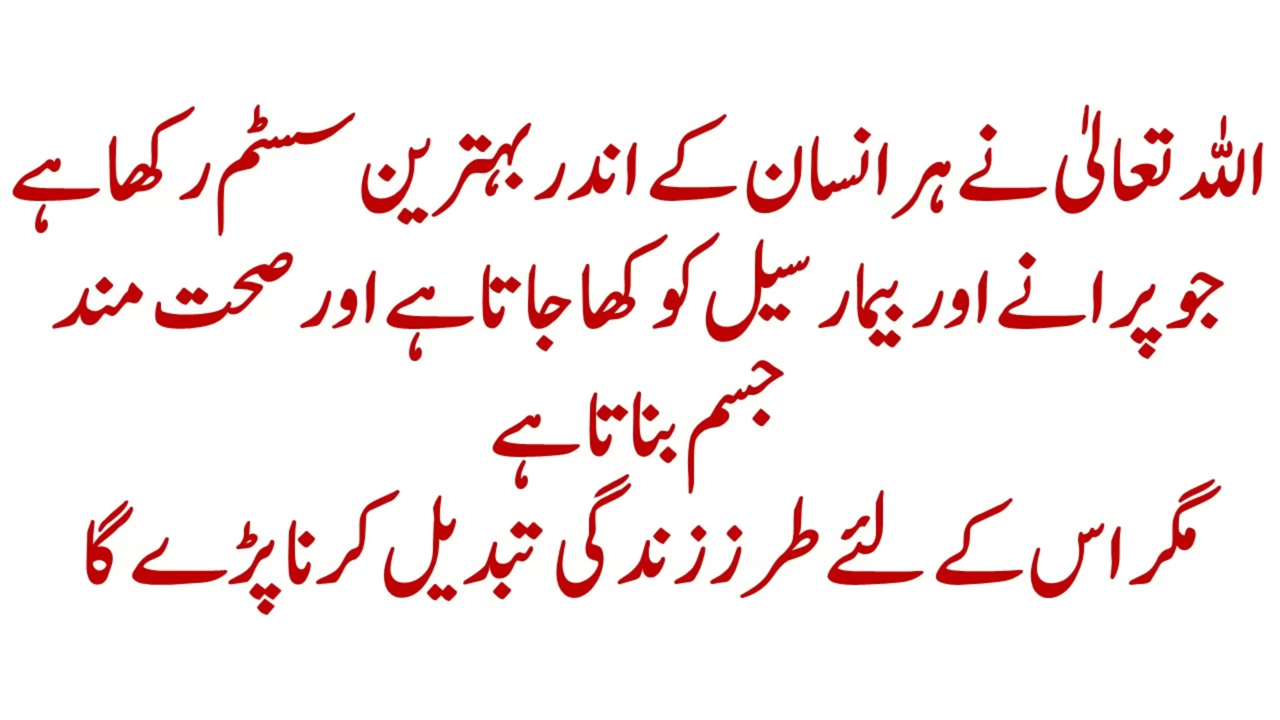 اللہ تعالیٰ نے ہر انسان کے اندر بہترین سسٹم رکھا ہے
جو پرانے اور بیمار سیل کو کھا جاتا ہے اور صحت مند
جسم بناتا ہے
مگر اس کے لئے طرز زندگی تبدیل کرنا پڑے گا